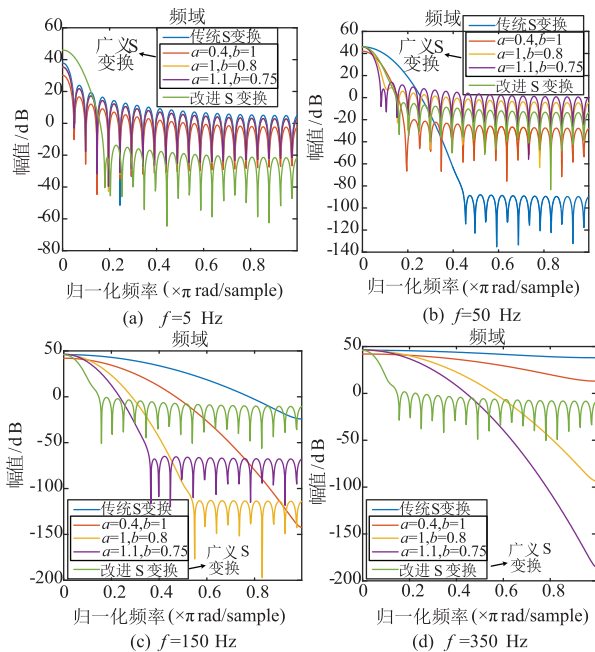 频域
60
40
20
0
-20
-40
60
80
幅值/dB
0
0.2
0.4
0.6
0.8
归一化频率(×π rad/sample)
广义S
变换
传统S变换
a=0.4,b=1
a=1,b=0.8
a=1.1,b=0.75
改进 S 变换
(a) f=5 Hz
频域
60
40
20
0
-20
-40
-60
-80
-100
-120
-140
幅值/dB
0
0.2
0.4
0.6
0.8
归一化频率(×π rad/sample)
广义S
变换
传统S变换
a=0.4,b=1
a=1,b=0.8
a=1.1,b=0.75
改进 S 变换
(b) f=50 Hz
频域
50
0
-50
-100
-150
-200
幅值/dB
0
0.2
0.4
0.6
0.8
归一化频率(×π rad/sample)
传统S变换
a=0.4,b=1
a=1,b=0.8
a=1.1,b=0.75
改进 S 变换
广义 S
变换
(c) f=150 Hz
频域
50
0
-50
-100
-150
-200
幅值/dB
0
0.2
0.4
0.6
0.8
归一化频率(×π rad/sample)
传统S变换
a=0.4,b=1
a=1,b=0.8
a=1.1,b=0.75
改进 S 变换
广义 S
变换
(d) f=350 Hz